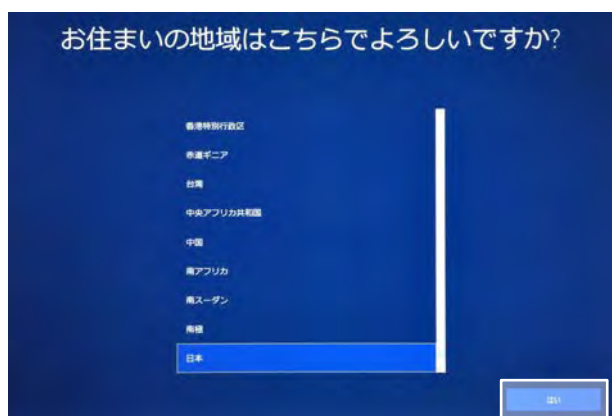 お住まいの地域はこちらでよろしいですか?
香港特別行政区
赤道ギニア
台湾
中央アフリカ共和国
中国
南アフリカ
南スーダン
南極
日本
はい